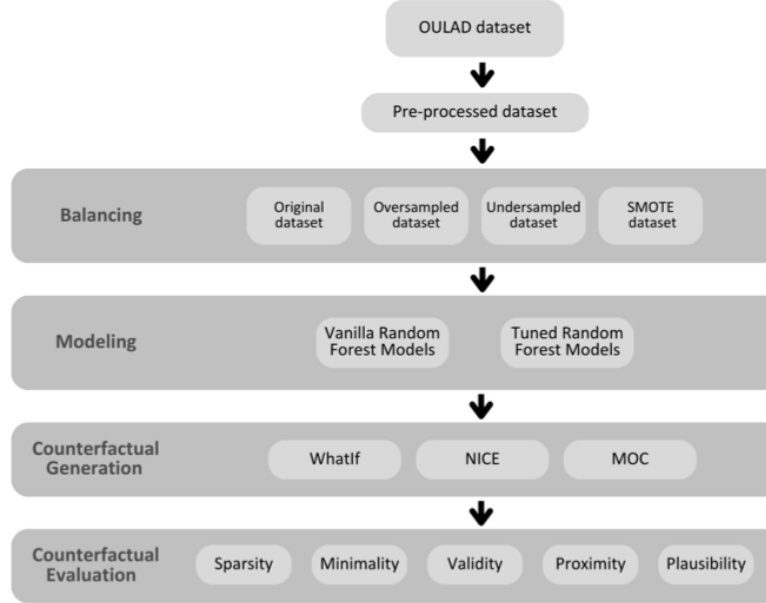 OULAD dataset
Pre-processed dataset
Balancing
Original
dataset
Oversampled
dataset
Undersampled
dataset
SMOTE
dataset
Modeling
Vanilla Random
Forest Models
Tuned Random
Forest Models
Counterfactual
Generation
WhatIf
NICE
MOC
Counterfactual
Evaluation
Sparsity
Minimality
Validity
Proximity
Plausibility